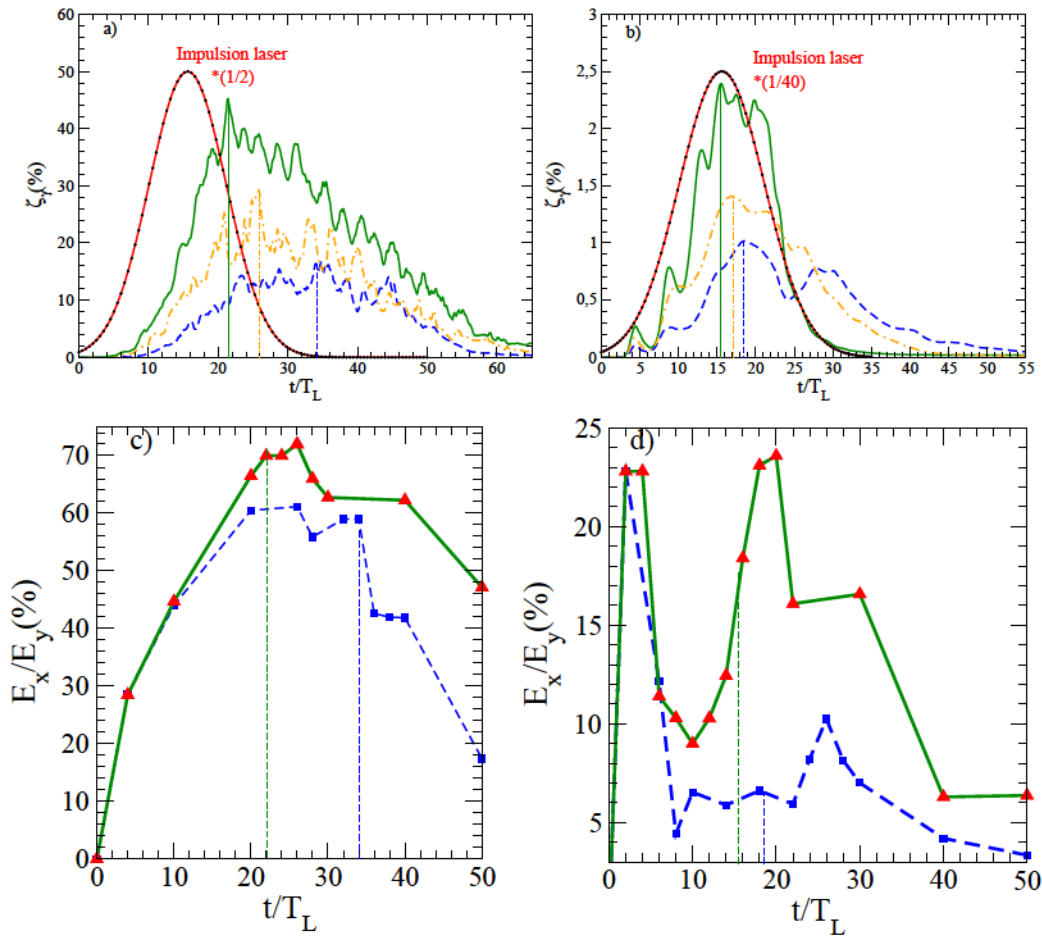 a)
Impulsion laser
*(1/2)
60
50
40
30
20
10
0
ζγ(%)
0 10 20 30 40 50 60
t/T_L
b)
Impulsion laser
*(1/40)
3
2,5
2
1,5
1
0,5
0
ζγ(%)
0 5 10 15 20 25 30 35 40 45 50 55
t/T_L
c)
70
60
50
40
30
20
10
0
E_x/E_y(%)
0 10 20 30 40 50
t/T_L
d)
25
20
15
10
5
E_x/E_y(%)
0 10 20 30 40 50
t/T_L